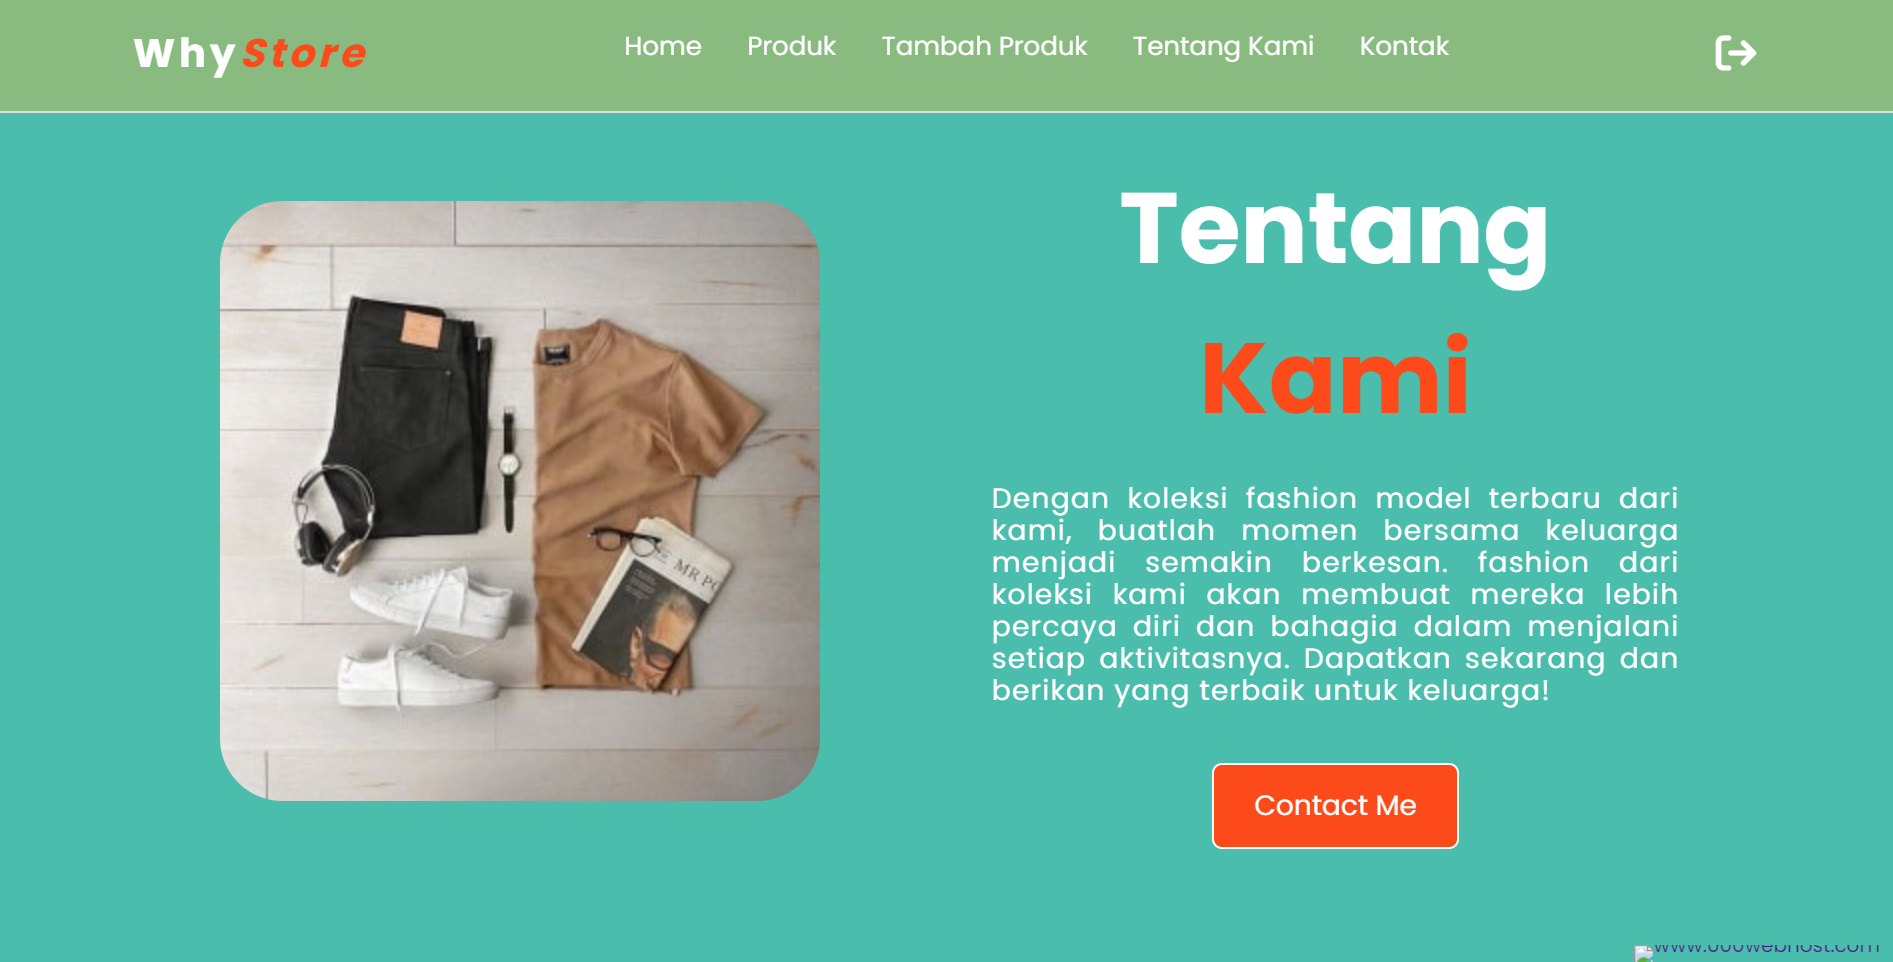 WhyStore
Home Produk Tambah Produk Tentang Kami Kontak
Tentang
Kami
Dengan koleksi fashion model terbaru dari
kami, buatlah momen bersama keluarga
menjadi semakin berkesan. fashion dari
koleksi kami akan membuat mereka lebih
percaya diri dan bahagia dalam menjalani
setiap aktivitasnya. Dapatkan sekarang dan
berikan yang terbaik untuk keluarga!
MR PO
Contact Me
www.000webhost.com